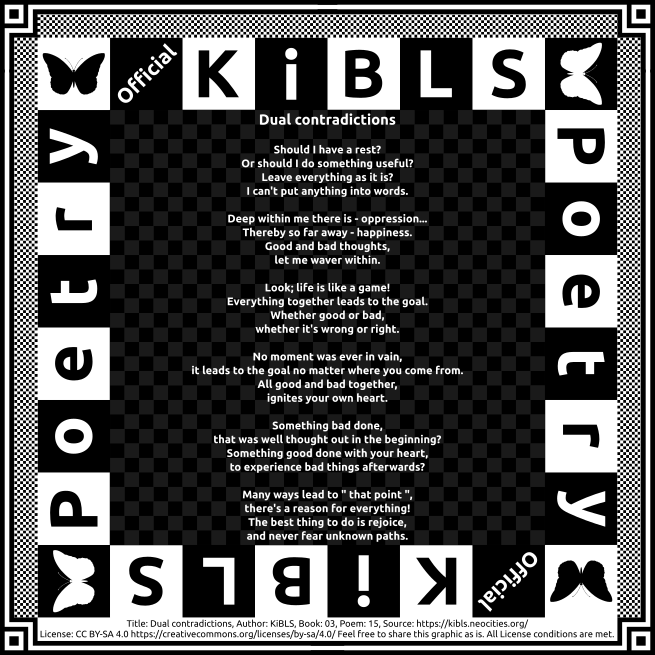 Official
KiBLS
Poetry
Poetry
Dual contradictions
Should I have a rest?
Or should I do something useful?
Leave everything as it is?
I can't put anything into words.
Deep within me there is - oppression...
Thereby so far away - happiness.
Good and bad thoughts,
let me waver within.
Look; life is like a game!
Everything together leads to the goal.
Whether good or bad,
whether it's wrong or right.
No moment was ever in vain,
it leads to the goal no matter where you come from.
All good and bad together,
ignites your own heart.
Something bad done,
that was well thought out in the beginning?
Something good done with your heart,
to experience bad things afterwards?
Many ways lead to " that point ",
there's a reason for everything!
The best thing to do is rejoice,
and never fear unknown paths.
Official
KiBLS
Title: Dual contradictions, Author: KiBLS, Book: 03, Poem: 15, Source: https://kibls.neocities.org/
License: CC BY-SA 4.0 https://creativecommons.org/licenses/by-sa/4.0/ Feel free to share this graphic as is. All License conditions are met.